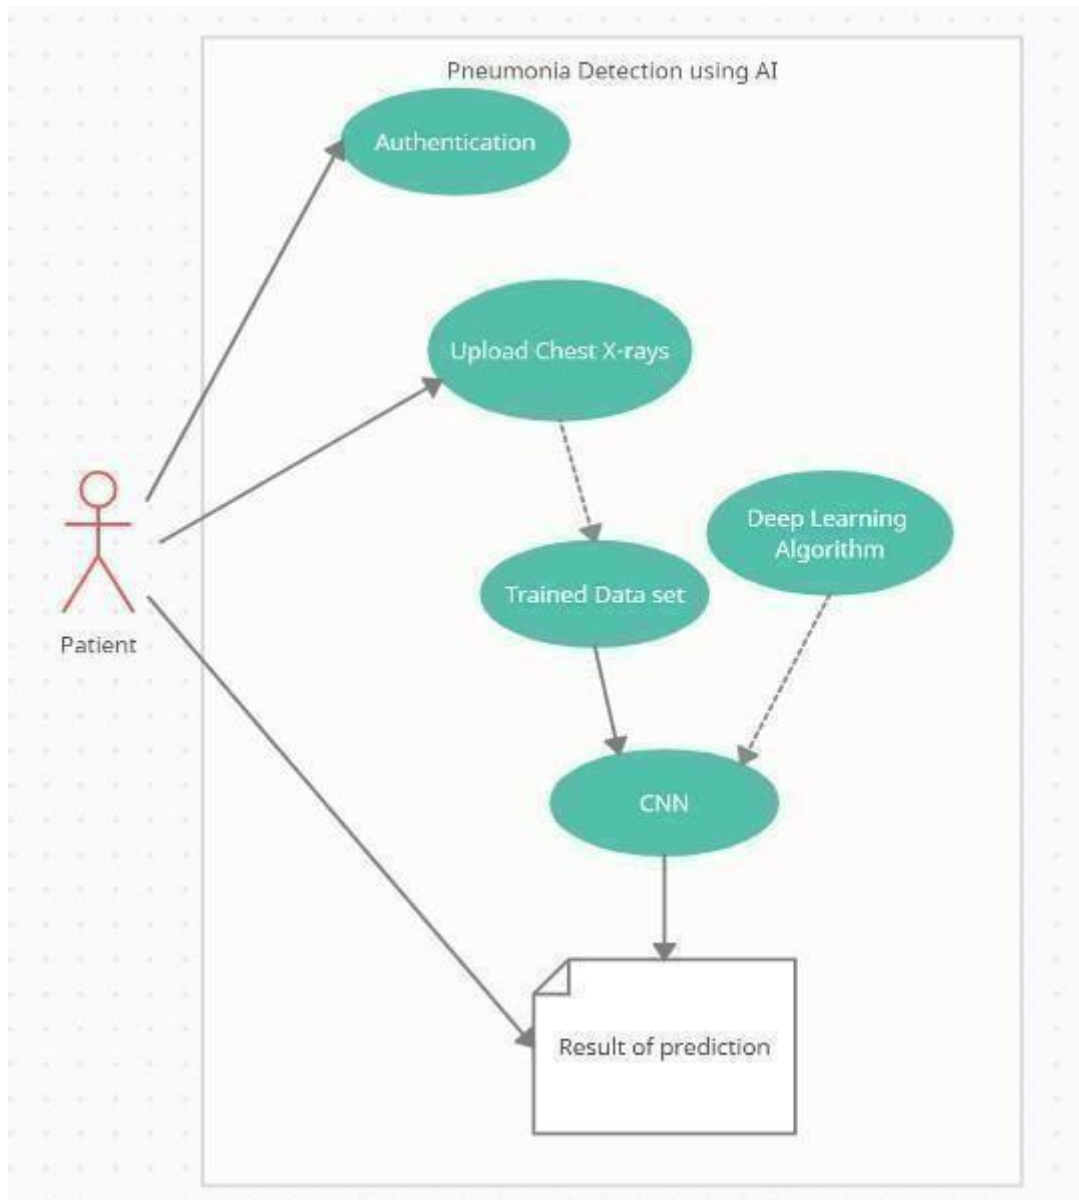 Pneumonia Detection using AI
Authentication
Upload Chest X-rays
Deep Learning
Algorithm
Trained Data set
Patient
CNN
Result of prediction